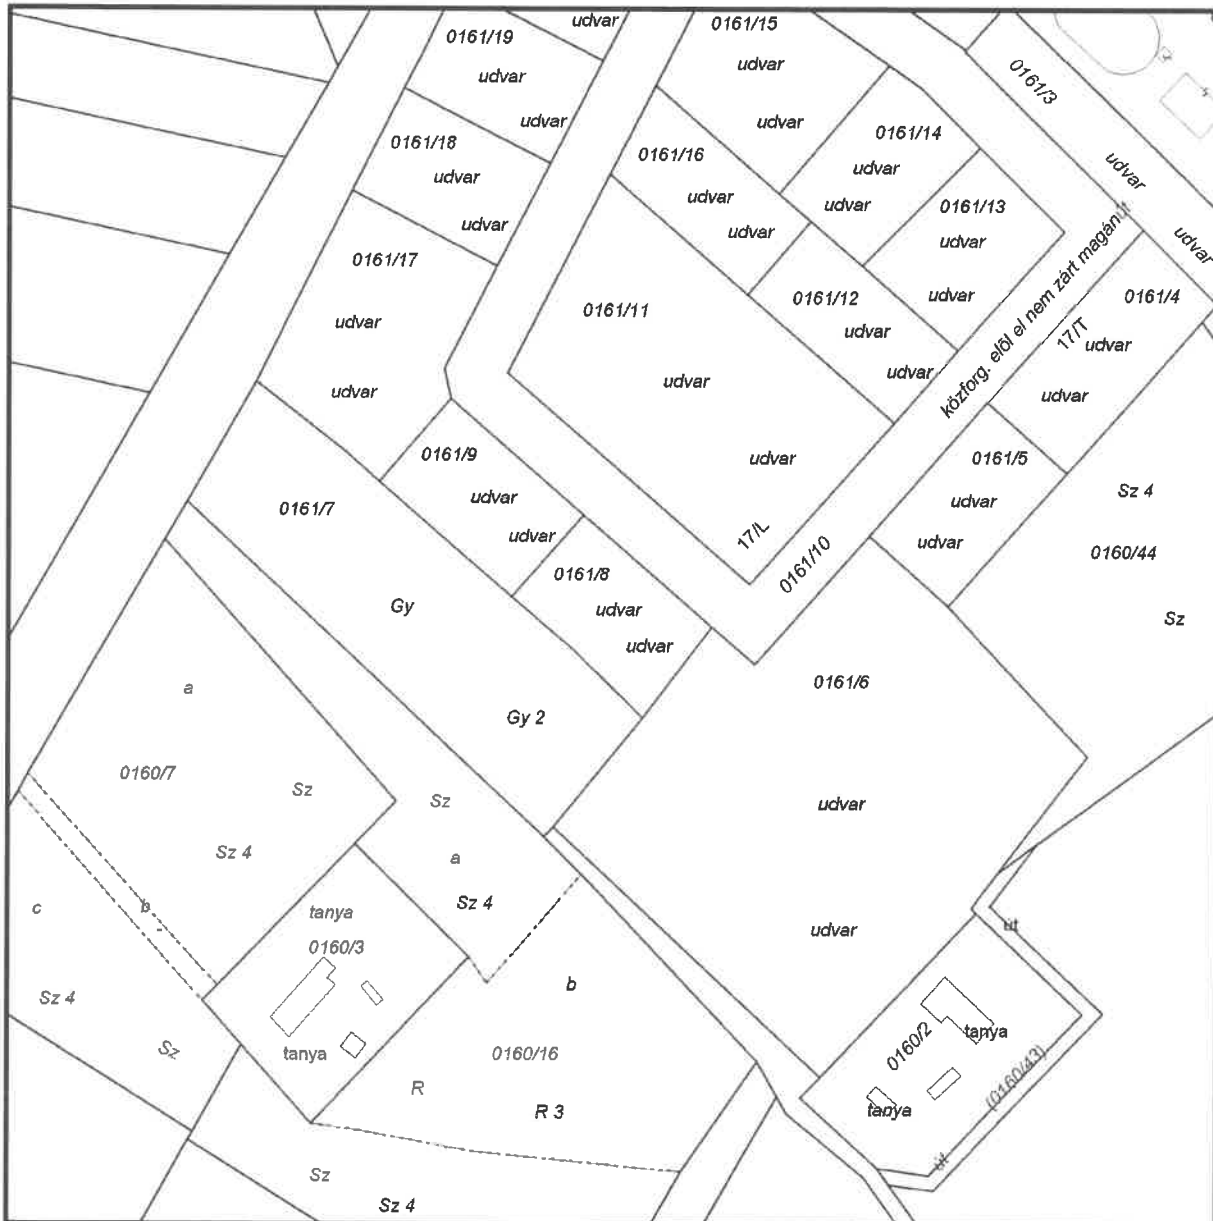 udvar
0161/19
udvar
udvar
0161/15
udvar
udvar
0161/3
udvar
udvar
0161/18
udvar
udvar
0161/16
udvar
udvar
0161/14
udvar
udvar
0161/13
udvar
udvar
0161/17
udvar
udvar
0161/11
udvar
udvar
0161/12
udvar
udvar
közforg. elől el nem zárt magánút
17/T
0161/4
udvar
udvar
0161/5
udvar
udvar
Sz 4
0160/44
Sz
0161/9
udvar
udvar
0161/7
Gy
Gy 2
0161/8
udvar
udvar
17/L
0161/10
0161/6
udvar
udvar
a
0160/7
Sz
Sz 4
Sz
a
Sz 4
c
b
Sz 4
Sz
tanya
0160/3
tanya
b
0160/16
R
R 3
Sz
Sz 4
út
0160/2
tanya
tanya
(0160/43)
út